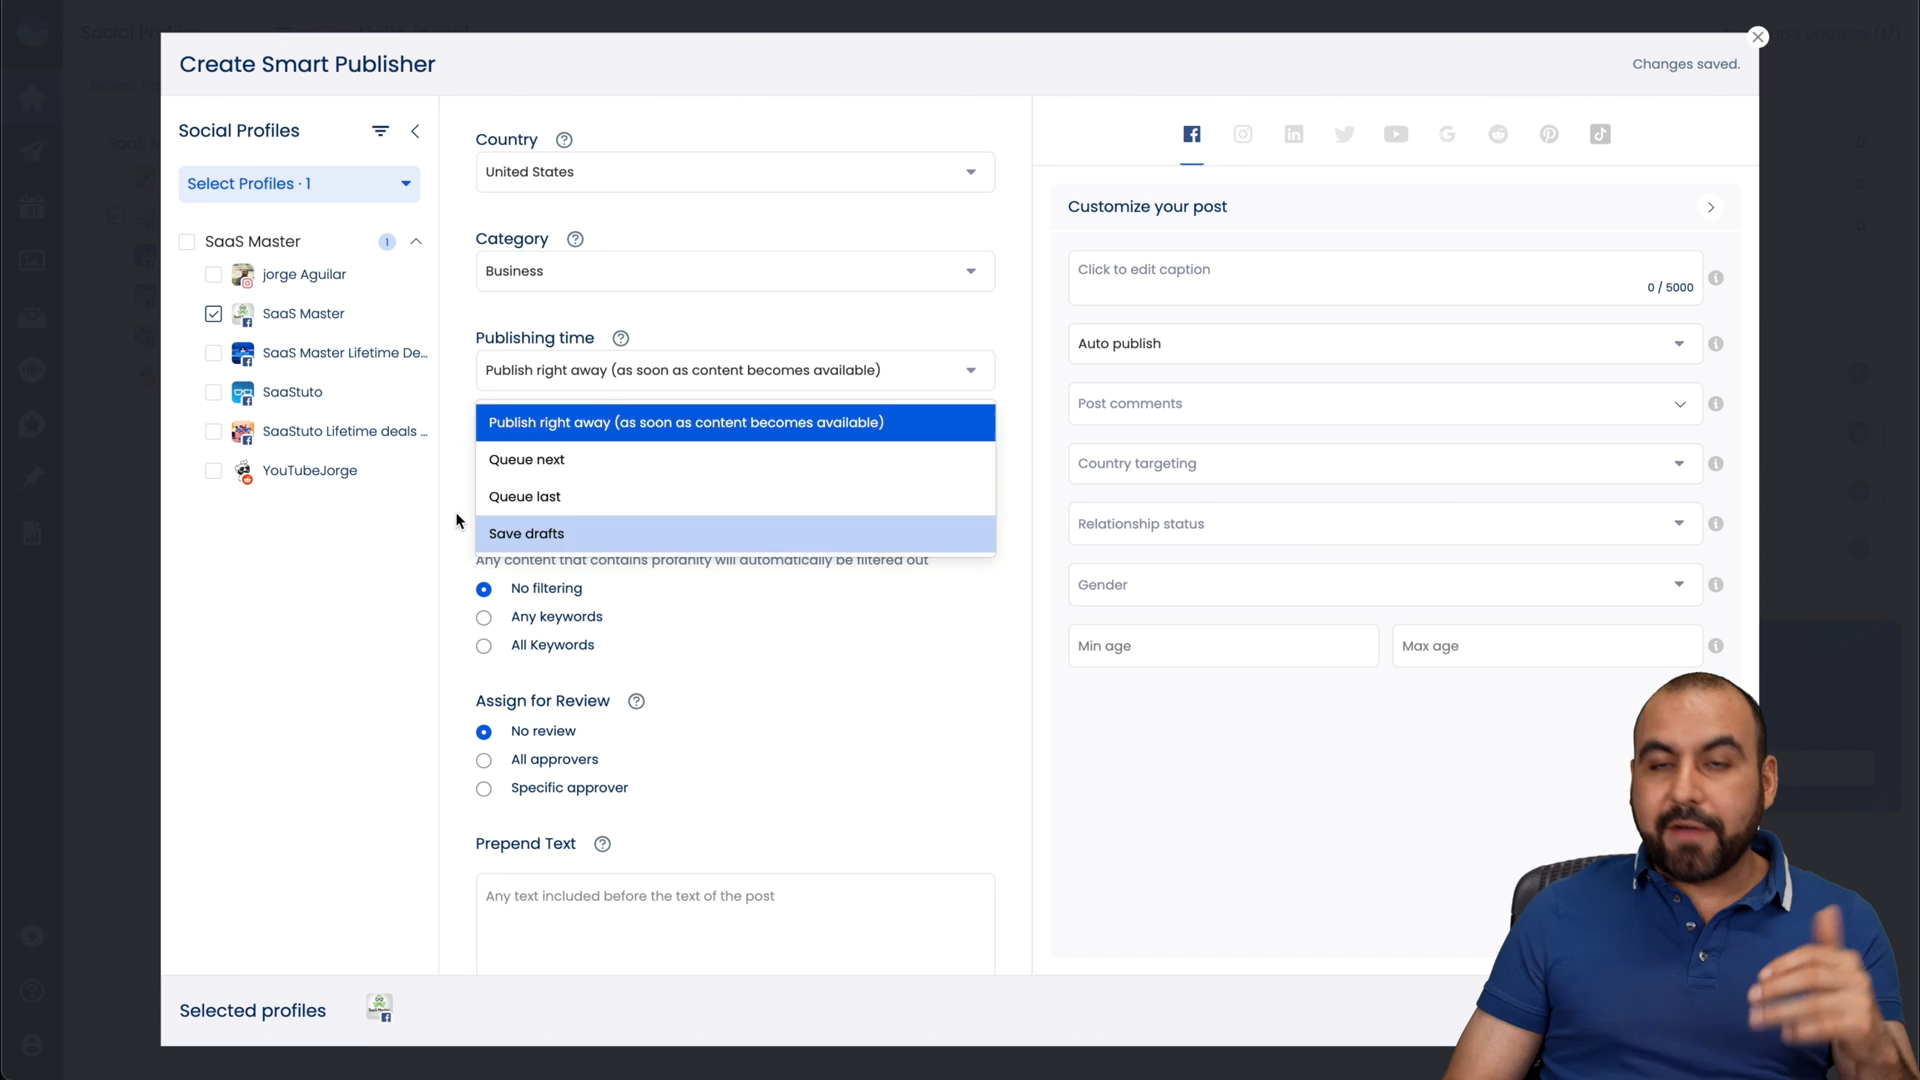 Create Smart Publisher
Changes saved.
Social Profiles
Select Profiles · 1
SaaS Master
1
jorge Aguilar
SaaS Master
SaaS Master Lifetime De...
SaaStuto
SaaStuto Lifetime deals ...
YouTubeJorge
Country
United States
Category
Business
Publishing time
Publish right away (as soon as content becomes available)
Publish right away (as soon as content becomes available)
Queue next
Queue last
Save drafts
Any content that contains profanity will automatically be filtered out
No filtering
Any keywords
All Keywords
Assign for Review
No review
All approvers
Specific approver
Prepend Text
Any text included before the text of the post
Customize your post
Click to edit caption
0 / 5000
Auto publish
Post comments
Country targeting
Relationship status
Gender
Min age
Max age
Selected profiles